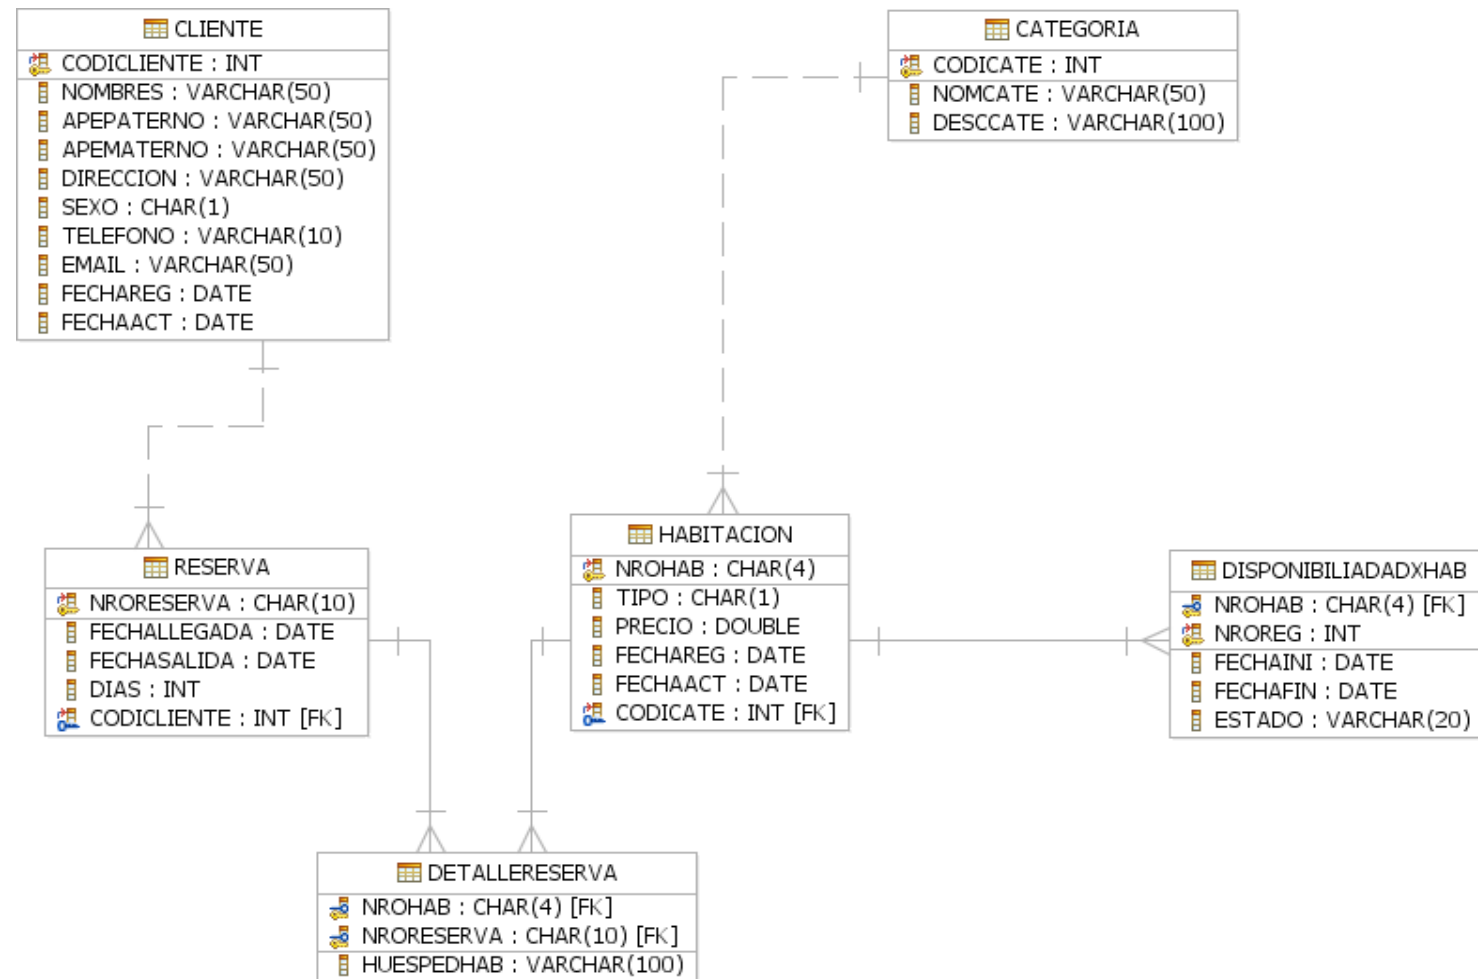 CLIENTE
CODICLIENTE : INT
NOMBRES : VARCHAR(50)
APEPATERNO : VARCHAR(50)
APEMATERNO : VARCHAR(50)
DIRECCION : VARCHAR(50)
SEXO : CHAR(1)
TELEFONO : VARCHAR(10)
EMAIL : VARCHAR(50)
FECHAREG : DATE
FECHAACT : DATE
CATEGORIA
CODICATE : INT
NOMCATE : VARCHAR(50)
DESCCATE : VARCHAR(100)
RESERVA
NRORESERVA : CHAR(10)
FECHALLEGADA : DATE
FECHASALIDA : DATE
DIAS : INT
CODICLIENTE : INT [FK]
HABITACION
NROHAB : CHAR(4)
TIPO : CHAR(1)
PRECIO : DOUBLE
FECHAREG : DATE
FECHAACT : DATE
CODICATE : INT [FK]
DISPONIBILIADADXHAB
NROHAB : CHAR(4) [FK]
NROREG : INT
FECHAINI : DATE
FECHAFIN : DATE
ESTADO : VARCHAR(20)
DETALLERESERVA
NROHAB : CHAR(4) [FK]
NRORESERVA : CHAR(10) [FK]
HUESPEDHAB : VARCHAR(100)